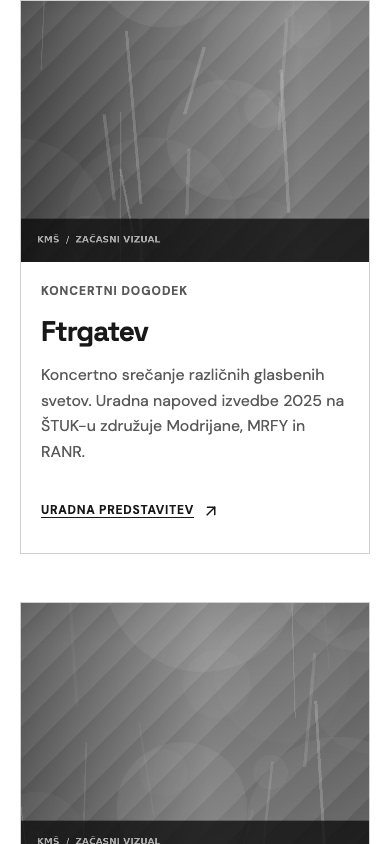 KMŠ / ZAČASNI VIZUAL
KONCERTNI DOGODEK
Ftrgatev
Koncertno srečanje različnih glasbenih
svetov. Uradna napoved izvedbe 2025 na
ŠTUK-u združuje Modrijane, MRFY in
RANR.
URADNA PREDSTAVITEV
KMŠ / ZAČASNI VIZUAL